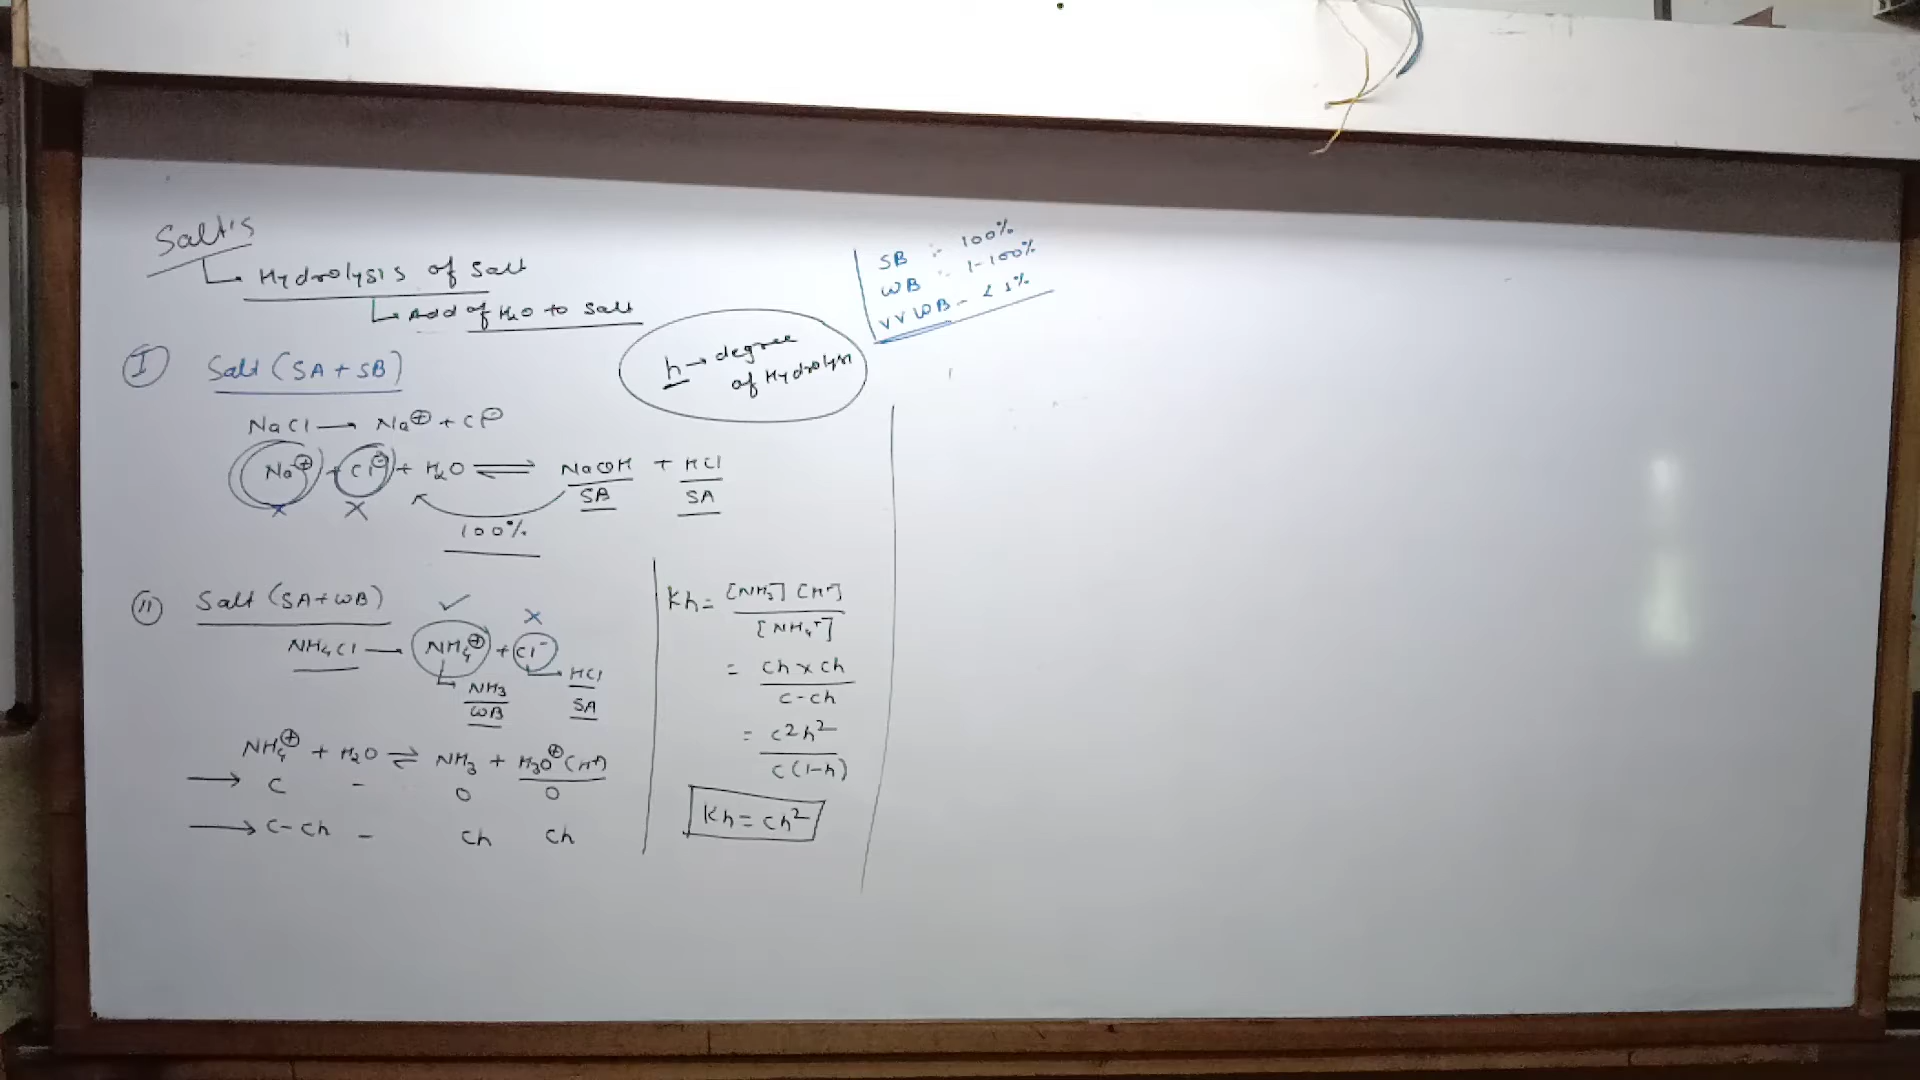 Salt's
Hydrolysis of Salt
Add of H2O to Salt
SB :- 100%
WB :- 1-100%
VVWB - < 1%
h → degree
of Hydrolysis
I Salt (SA + SB)
NaCl → Na⊕ + Cl⊖
Na⊕ + Cl⊖ + H2O ⇌ NaOH + HCl
SB SA
X X
100%
II Salt (SA+WB)
✓ X
NH4Cl → NH4⊕ + Cl-
NH3 HCl
WB SA
NH4⊕ + H2O ⇌ NH3 + H3O⊕ (H+)
→ C - O O
→ C-Ch - Ch Ch
Kh = [NH3] [H+]
[NH4+]
= Ch x Ch
C-Ch
= C2h2
C(1-h)
Kh = Ch2